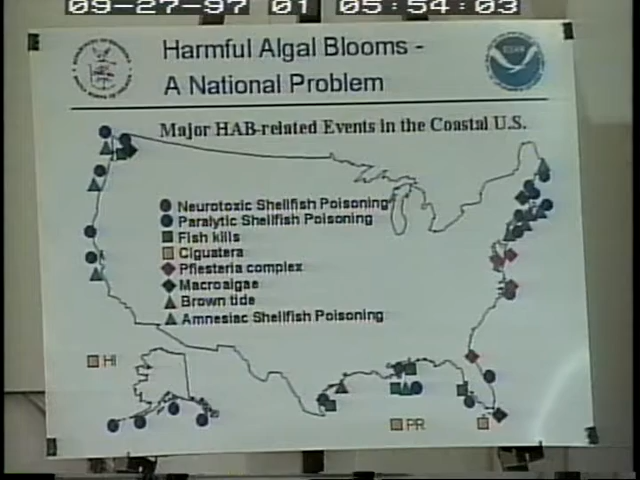 09-27-97 01 05:54:03
Harmful Algal Blooms -
A National Problem
Major HAB-related Events in the Coastal U.S.
Neurotoxic Shellfish Poisoning
Paralytic Shellfish Poisoning
Fish kills
Ciguatera
Pfiesteria complex
Macroalgae
Brown tide
Amnesiac Shellfish Poisoning
HI
PR